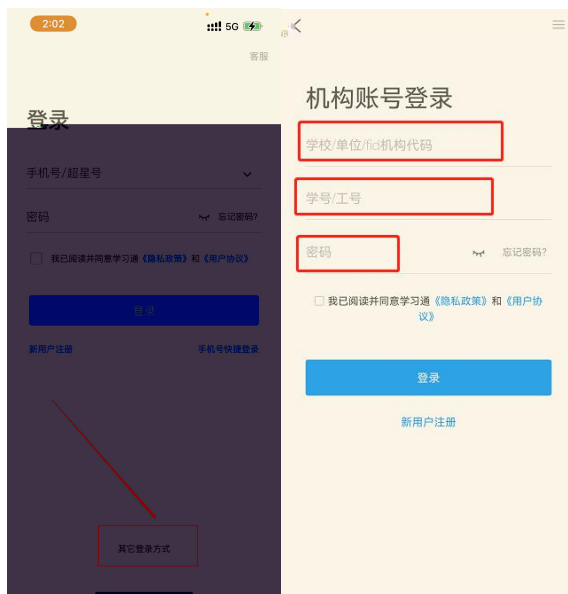 2:02
5G
客服
登录
手机号/超星号
密码
忘记密码?
我已阅读并同意学习通《隐私政策》和《用户协议》
登录
新用户注册
手机号快捷登录
其它登录方式
机构账号登录
学校/单位/fid机构代码
学号/工号
密码
忘记密码?
我已阅读并同意学习通《隐私政策》和《用户协
议》
登录
新用户注册